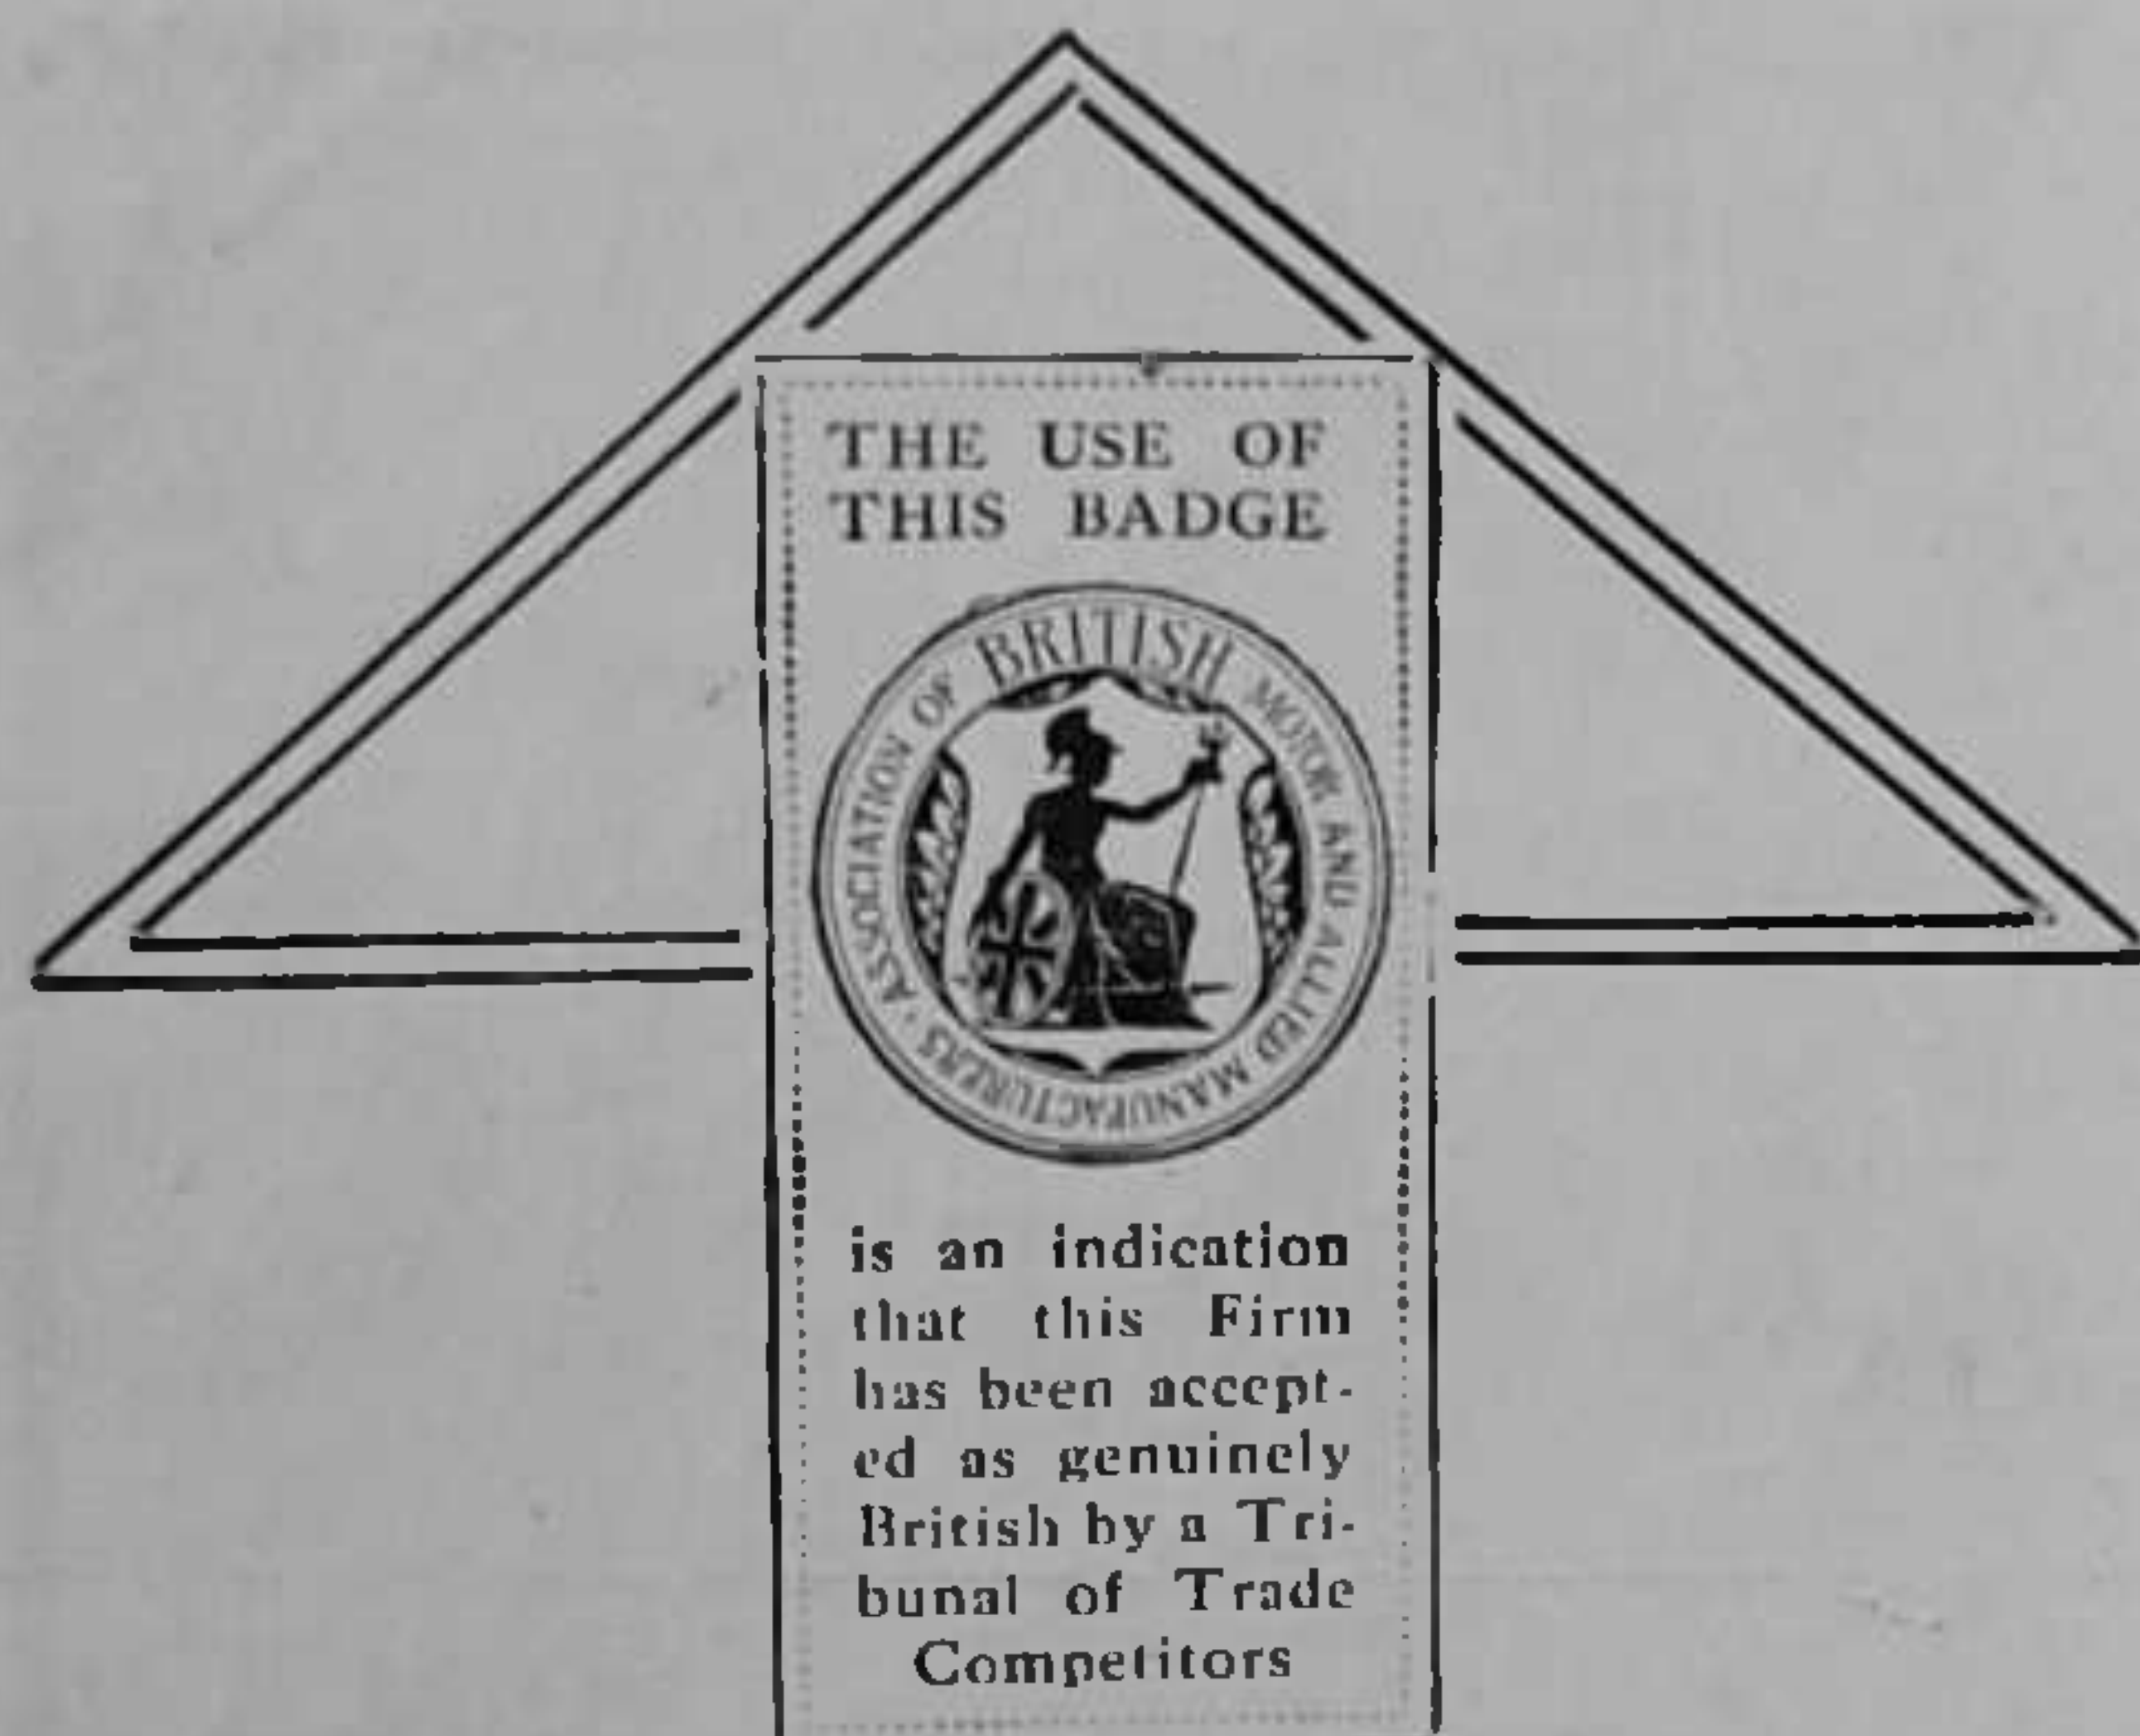 THE USE OF
THIS BADGE
ASSOCIATION OF BRITISH MOTOR AND ALLIED MANUFACTURERS ·
is an indication
that this Firm
has been accept-
ed as genuinely
British by a Tri-
bunal of Trade
Competitors